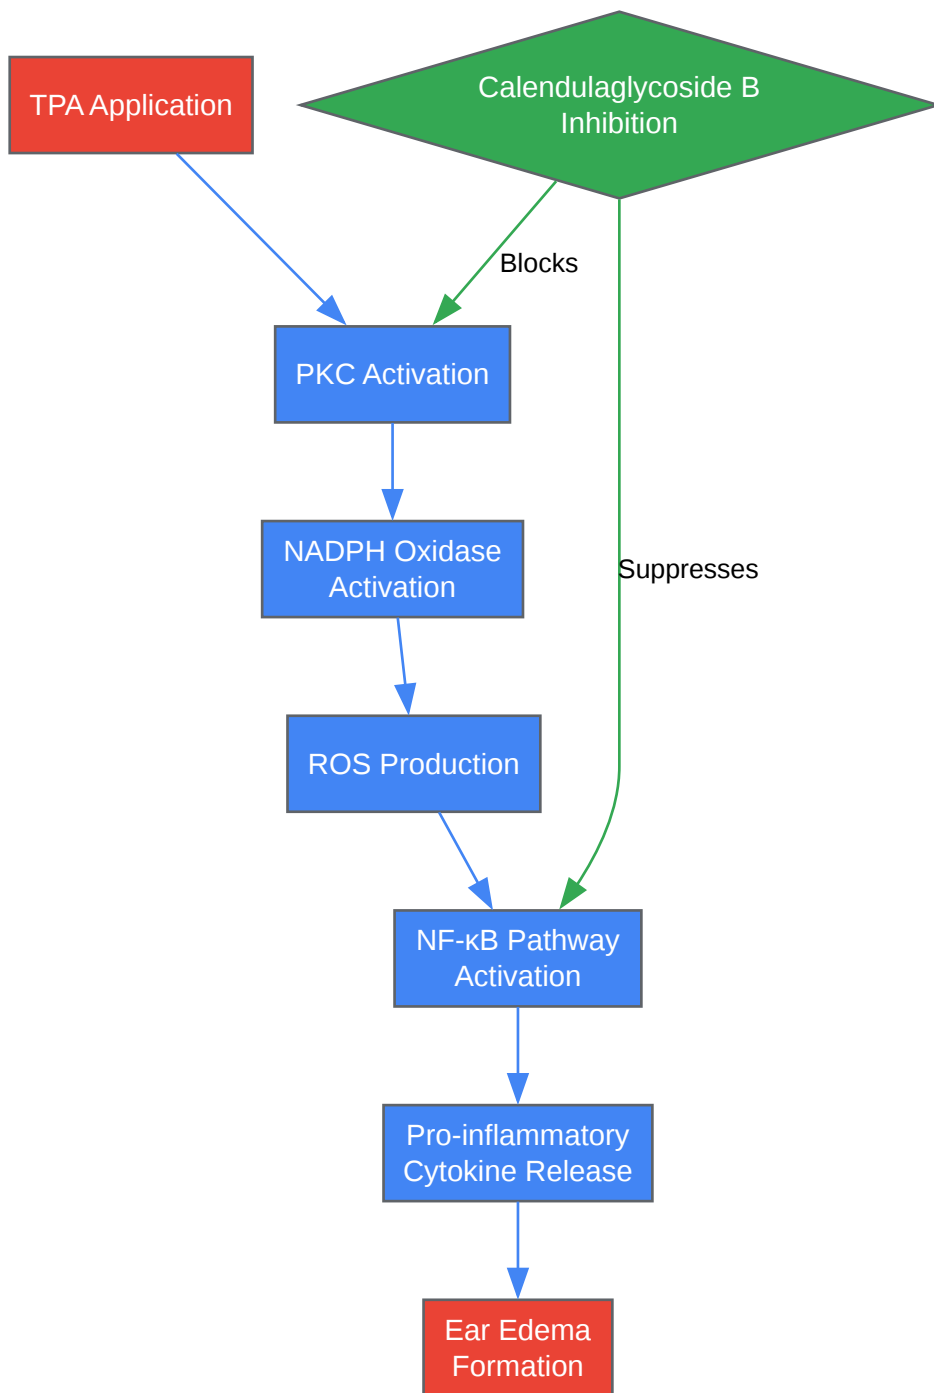 TPA Application
Calendulaglycoside B
Inhibition
Blocks
PKC Activation
NADPH Oxidase
Activation
Suppresses
ROS Production
NF-κB Pathway
Activation
Pro-inflammatory
Cytokine Release
Ear Edema
Formation